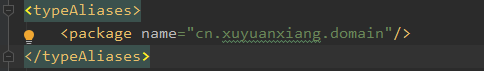 <typeAliases>
<package name="cn.xuyuanxiang.domain"/>
</typeAliases>